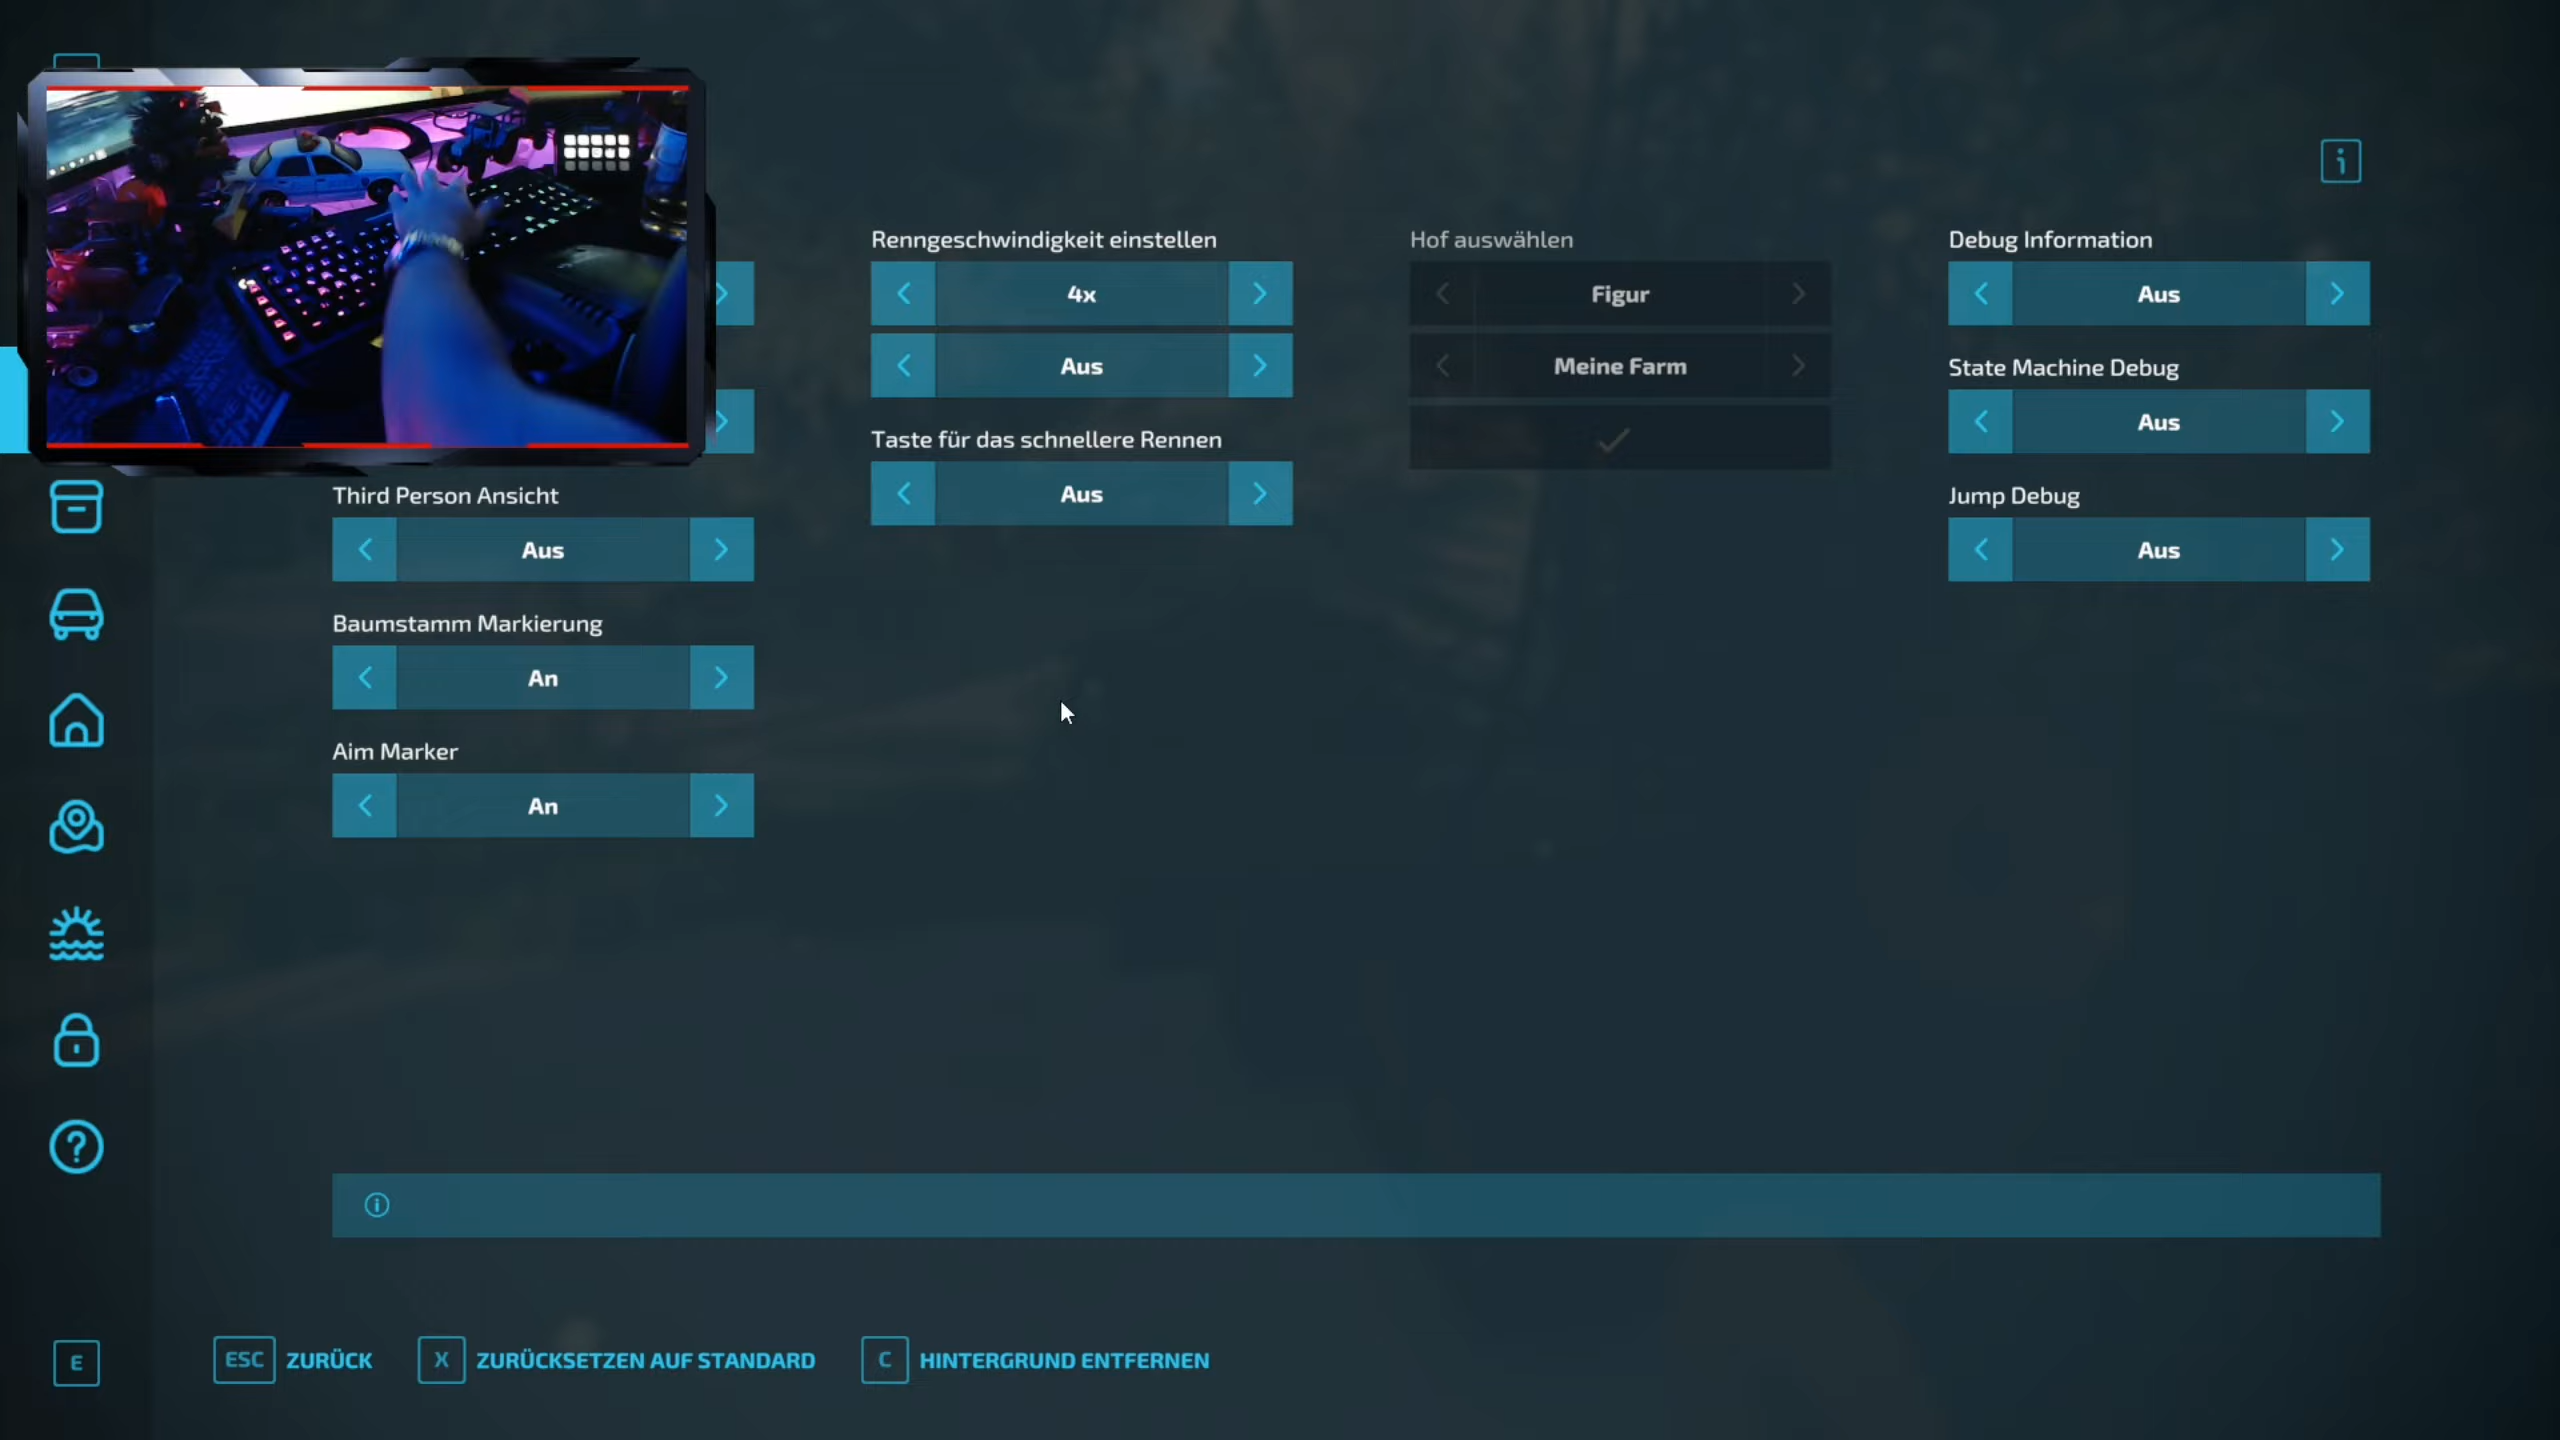 Renngeschwindigkeit einstellen
4x
Aus
Taste für das schnellere Rennen
Aus
Hof auswählen
Figur
Meine Farm
Debug Information
Aus
State Machine Debug
Aus
Jump Debug
Aus
Third Person Ansicht
Aus
Baumstamm Markierung
An
Aim Marker
An
E
ESC ZURÜCK
X ZURÜCKSETZEN AUF STANDARD
C HINTERGRUND ENTFERNEN